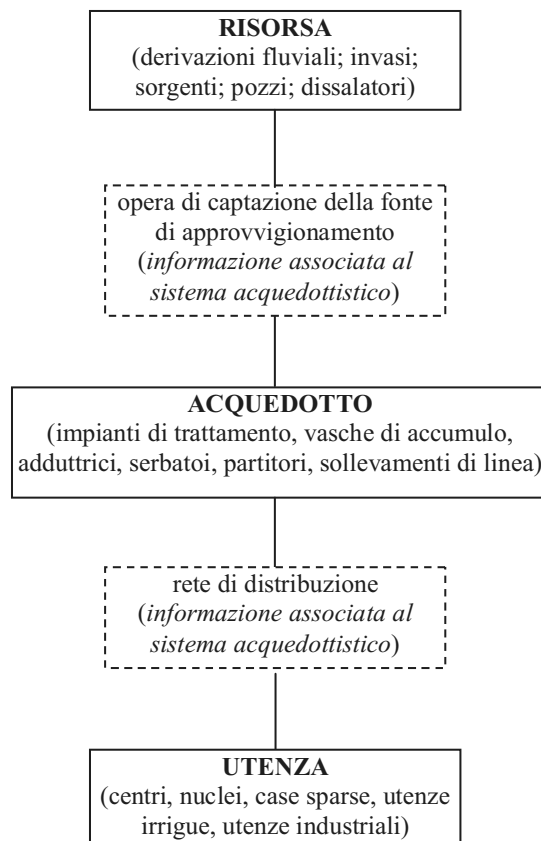 RISORSA
(derivazioni fluviali; invasi;
sorgenti; pozzi; dissalatori)
opera di captazione della fonte
di approvvigionamento
(informazione associata al
sistema acquedottistico)
ACQUEDOTTO
(impianti di trattamento, vasche di accumulo,
adduttrici, serbatoi, partitori, sollevamenti di linea)
rete di distribuzione
(informazione associata al
sistema acquedottistico)
UTENZA
(centri, nuclei, case sparse, utenze
irrigue, utenze industriali)